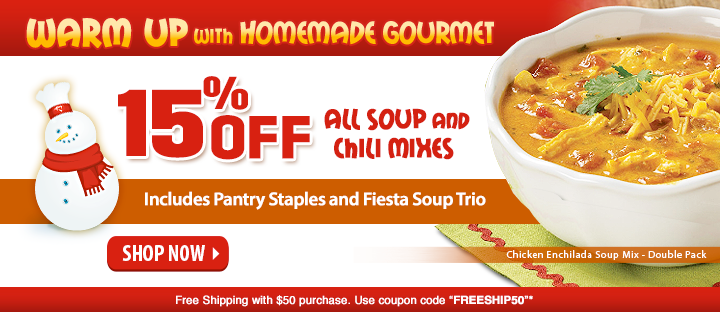 WARM UP WITH HOMEMADE GOURMET
15% OFF
ALL SOUP AND
CHILI MIXES
Includes Pantry Staples and Fiesta Soup Trio
SHOP NOW
Chicken Enchilada Soup Mix - Double Pack
Free Shipping with $50 purchase. Use coupon code "FREESHIP50"*